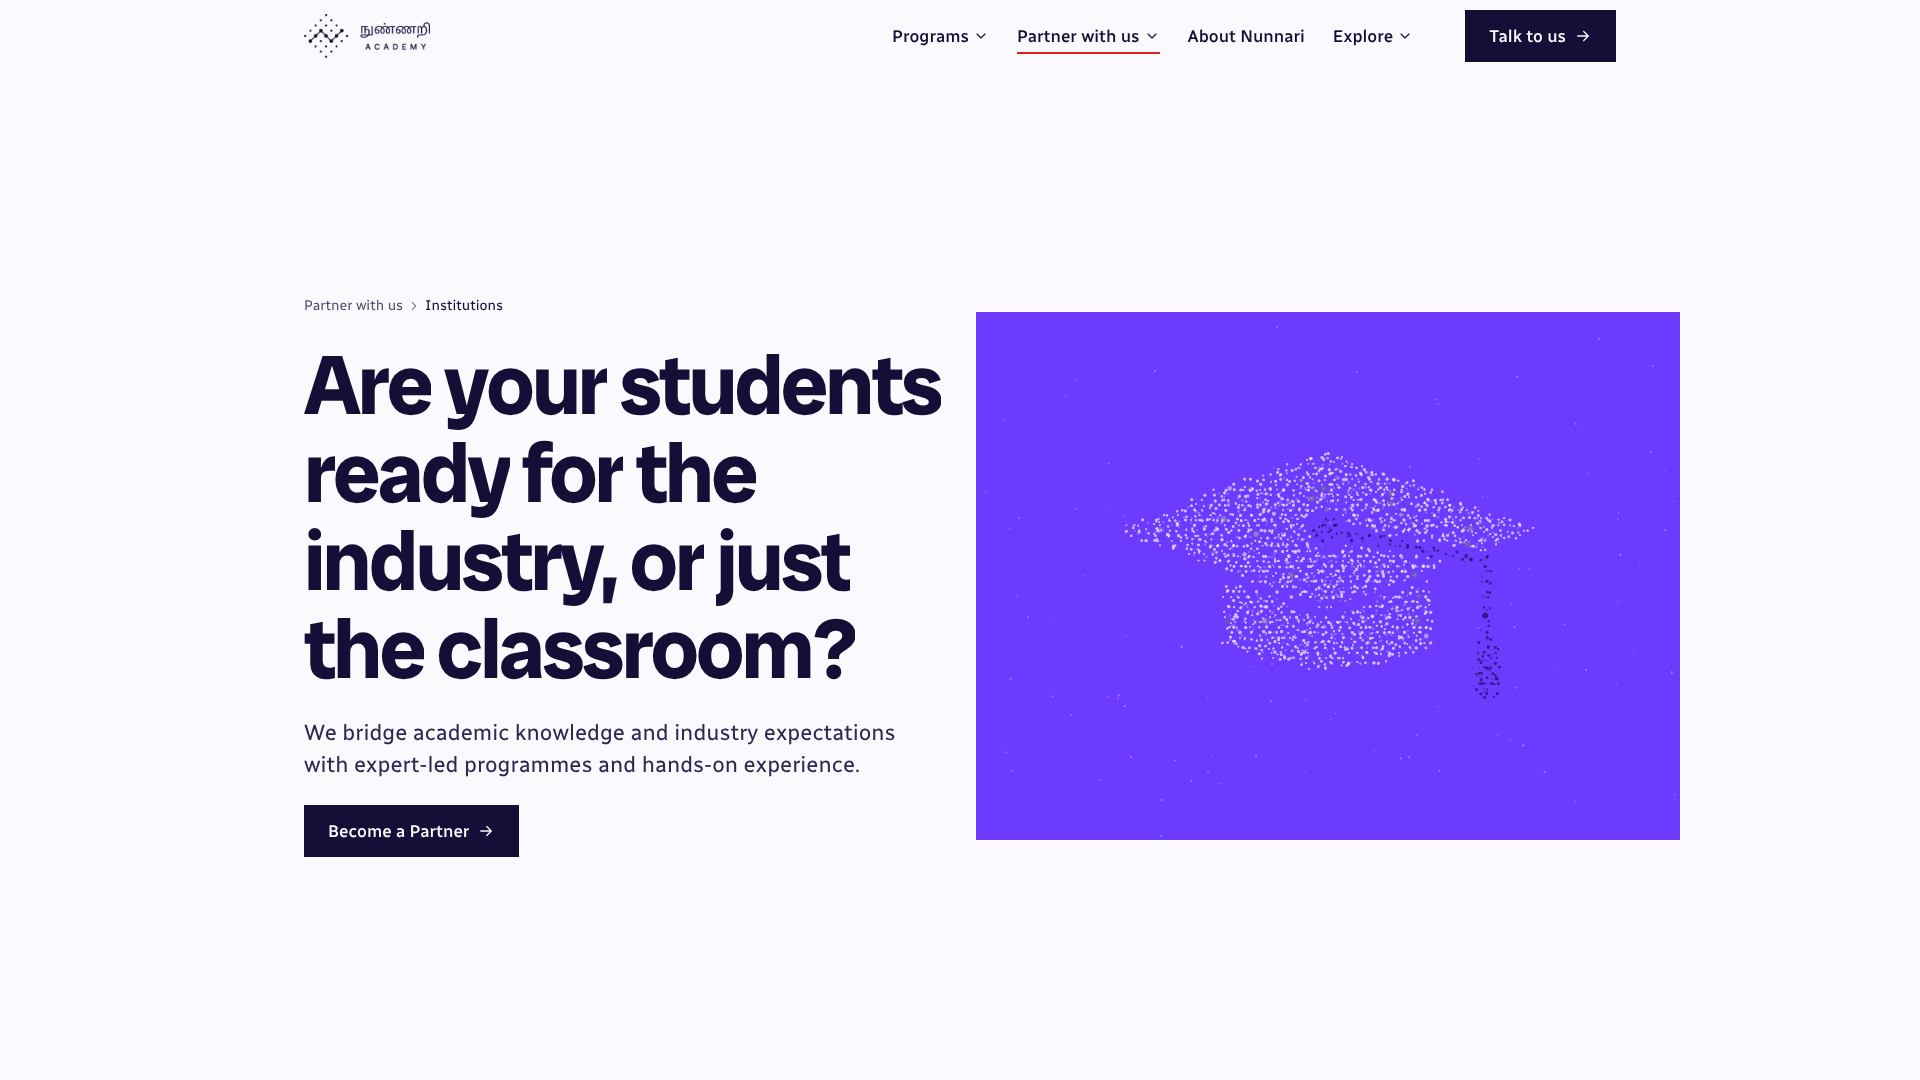 நுண்ணறி
ACADEMY
Programs
Partner with us
About Nunnari
Explore
Talk to us
Partner with us > Institutions
Are your students
ready for the
industry, or just
the classroom?
We bridge academic knowledge and industry expectations
with expert-led programmes and hands-on experience.
Become a Partner